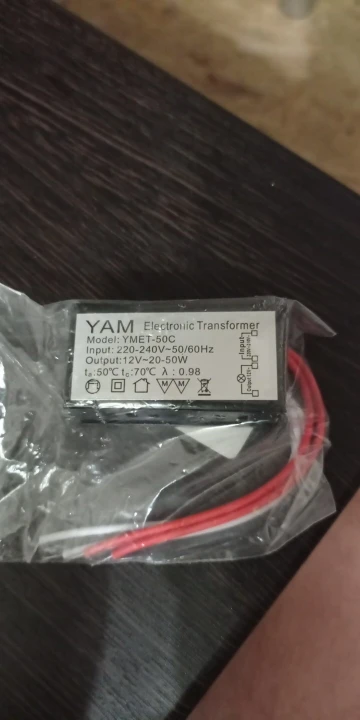 YAM Electronic Transformer
Model: YMET-50C
Input: 220-240V~50/60Hz
Output:12V~20-50W
ta:50℃ tc:70℃ λ : 0.98
M M
Input